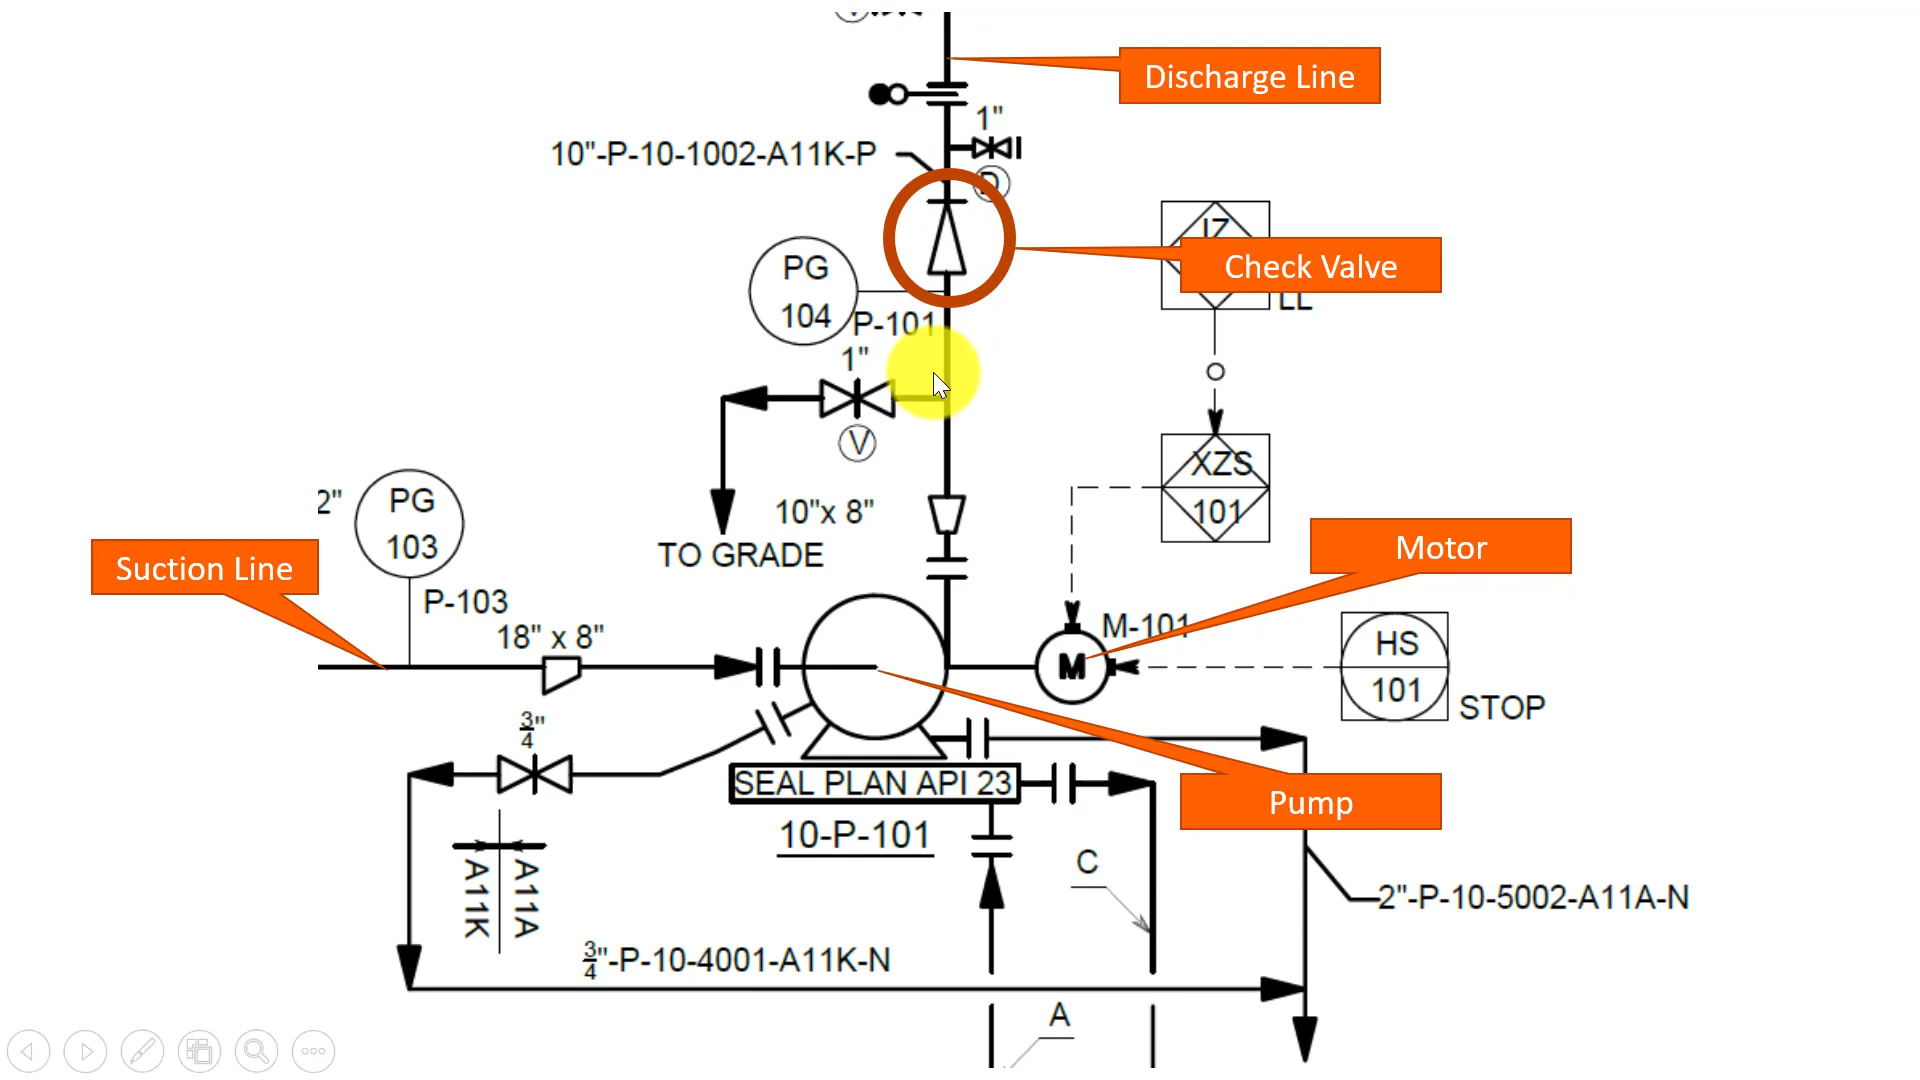 Discharge Line
1"
10"-P-10-1002-A11K-P
D
Check Valve
LL
PG
104
P-101
1"
V
XZS
101
10"x 8"
TO GRADE
2"
PG
103
Motor
Suction Line
P-103
18" x 8"
M-101
M
HS
101
STOP
3/4"
SEAL PLAN API 23
Pump
10-P-101
C
A11K
A11A
2"-P-10-5002-A11A-N
3/4"-P-10-4001-A11K-N
A